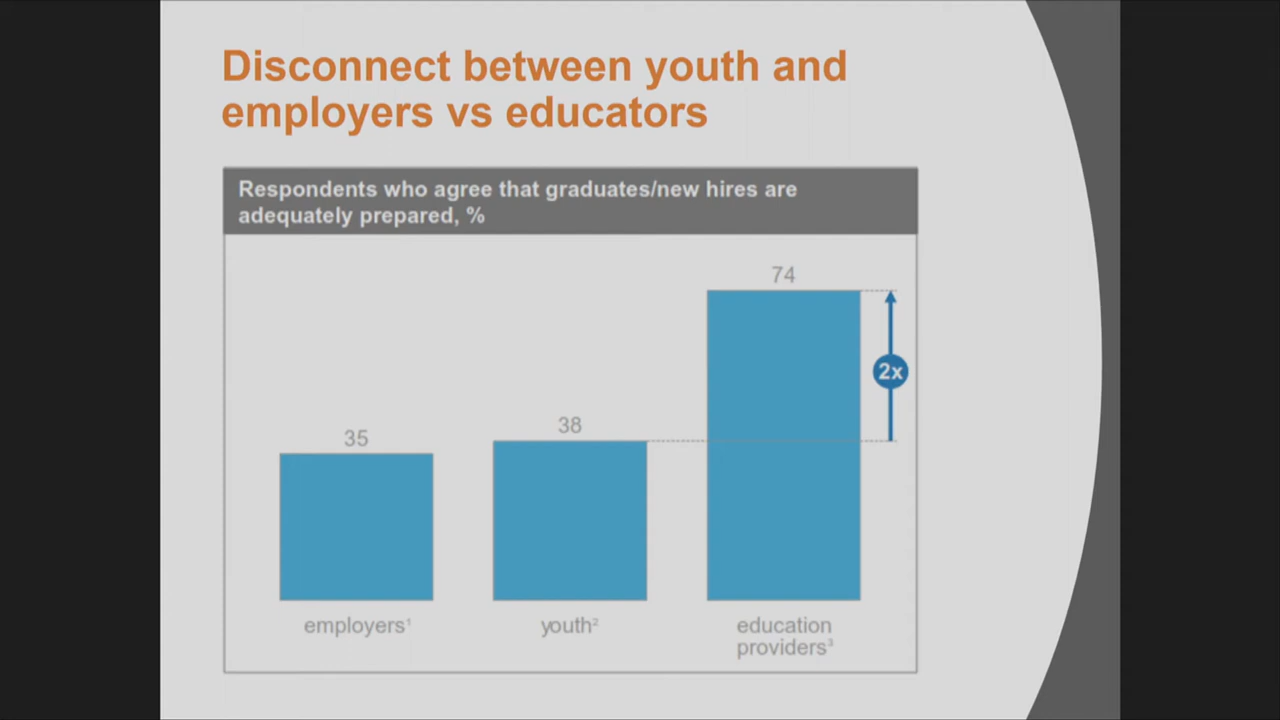 Disconnect between youth and
employers vs educators
Respondents who agree that graduates/new hires are
adequately prepared, %
74
2x
38
35
employers¹
youth²
education
providers³